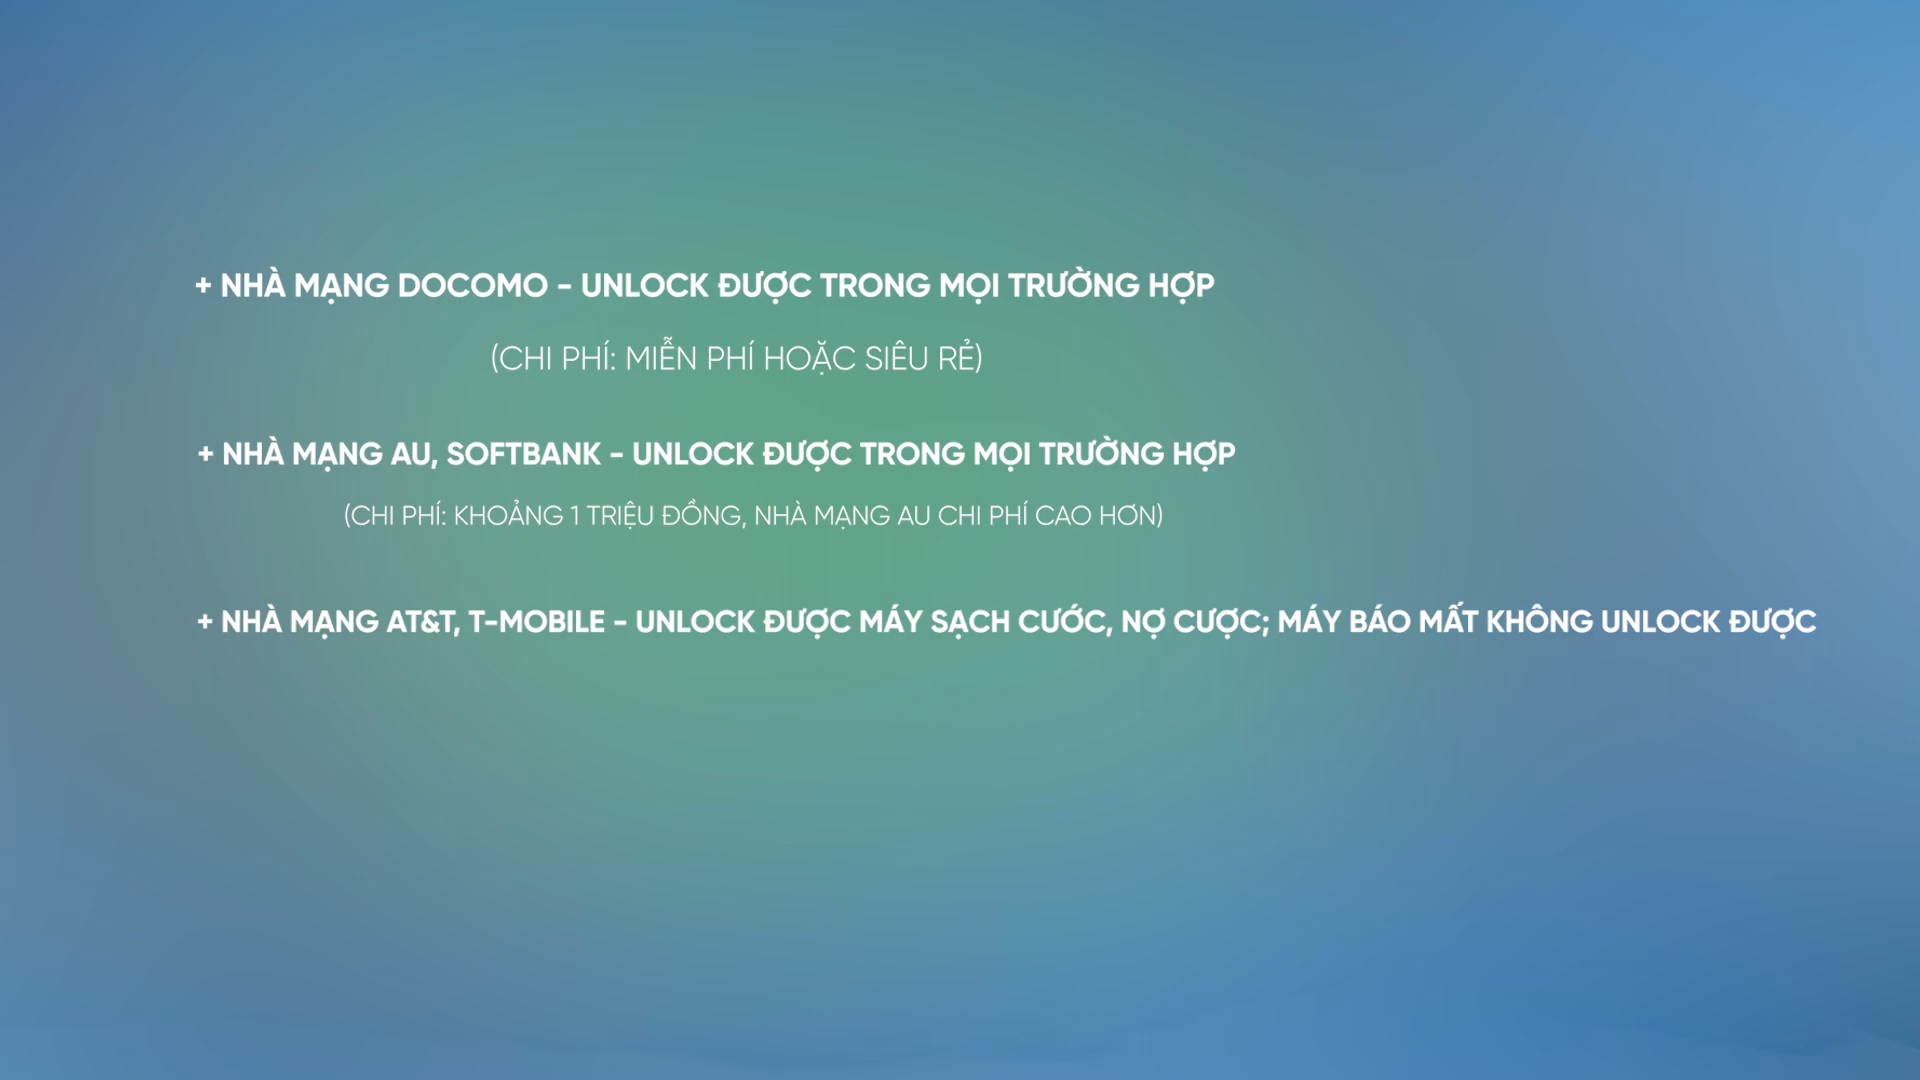 + NHÀ MẠNG DOCOMO - UNLOCK ĐƯỢC TRONG MỌI TRƯỜNG HỢP
(CHI PHÍ: MIỄN PHÍ HOẶC SIÊU RẺ)
+ NHÀ MẠNG AU, SOFTBANK - UNLOCK ĐƯỢC TRONG MỌI TRƯỜNG HỢP
(CHI PHÍ: KHOẢNG 1 TRIỆU ĐỒNG, NHÀ MẠNG AU CHI PHÍ CAO HƠN)
+ NHÀ MẠNG AT&T, T-MOBILE - UNLOCK ĐƯỢC MÁY SẠCH CƯỚC, NỢ CƯỢC; MÁY BÁO MẤT KHÔNG UNLOCK ĐƯỢC